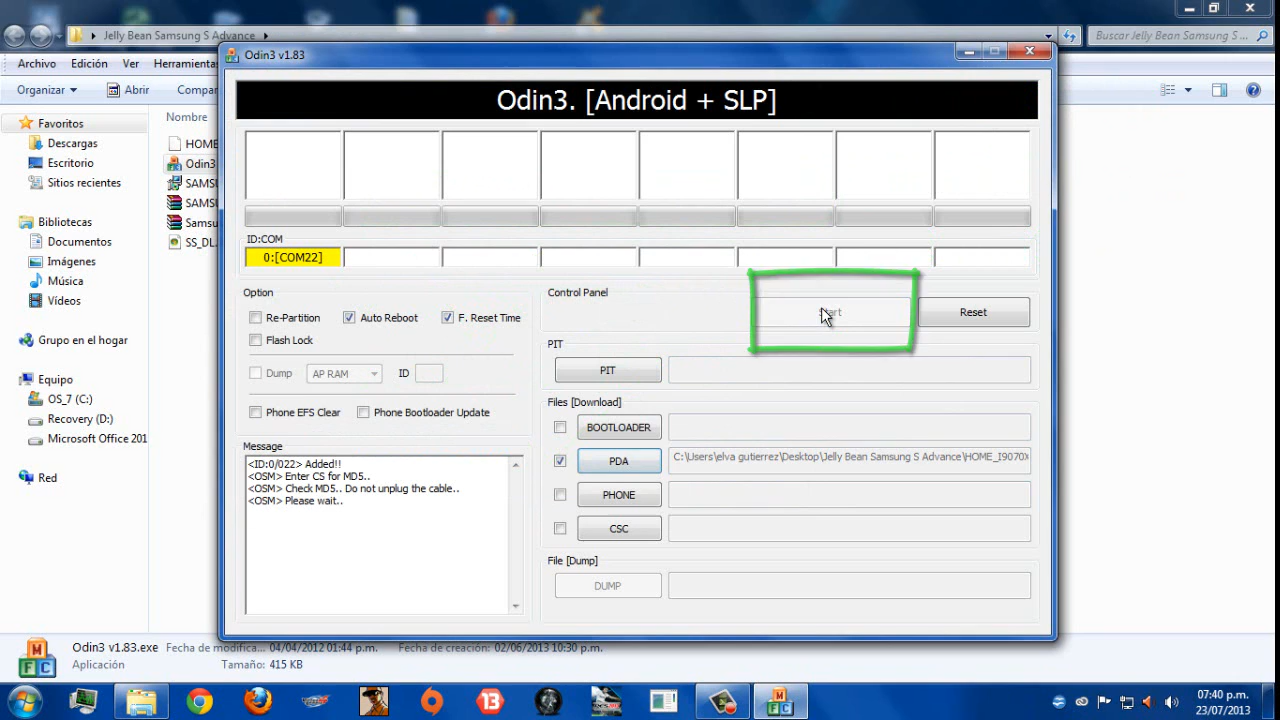 Jelly Bean Samsung S Advance
Buscar Jelly Bean Samsung S ...
Odin3 v1.83
Archivo Edición Ver Herramientas
Organizar Abrir
Nombre
Odin3. [Android + SLP]
Favoritos
Descargas
Escritorio
Sitios recientes
Bibliotecas
Documentos
Imágenes
Música
Vídeos
Grupo en el hogar
Equipo
OS_7 (C:)
Recovery (D:)
Microsoft Office 201
Red
HOME
Odin3
SAMSU
SAMS
Samsu
SS_DL.
ID:COM
0:[COM22]
Option
Re-Partition Auto Reboot F. Reset Time
Flash Lock
Dump AP RAM ID
Phone EFS Clear Phone Bootloader Update
Message
<ID:0/022> Added!!
<OSM> Enter CS for MD5..
<OSM> Check MD5.. Do not unplug the cable..
<OSM> Please wait..
Control Panel
Reset
PIT
PIT
Files [Download]
BOOTLOADER
PDA C:\Users\elva gutierrez\Desktop\Jelly Bean Samsung S Advance\HOME_I9070X
PHONE
CSC
File [Dump]
DUMP
Odin3 v1.83.exe Fecha de modifica... 04/04/2012 01:44 p.m. Fecha de creación: 02/06/2013 10:30 p.m.
Aplicación Tamaño: 415 KB
07:40 p.m.
23/07/2013